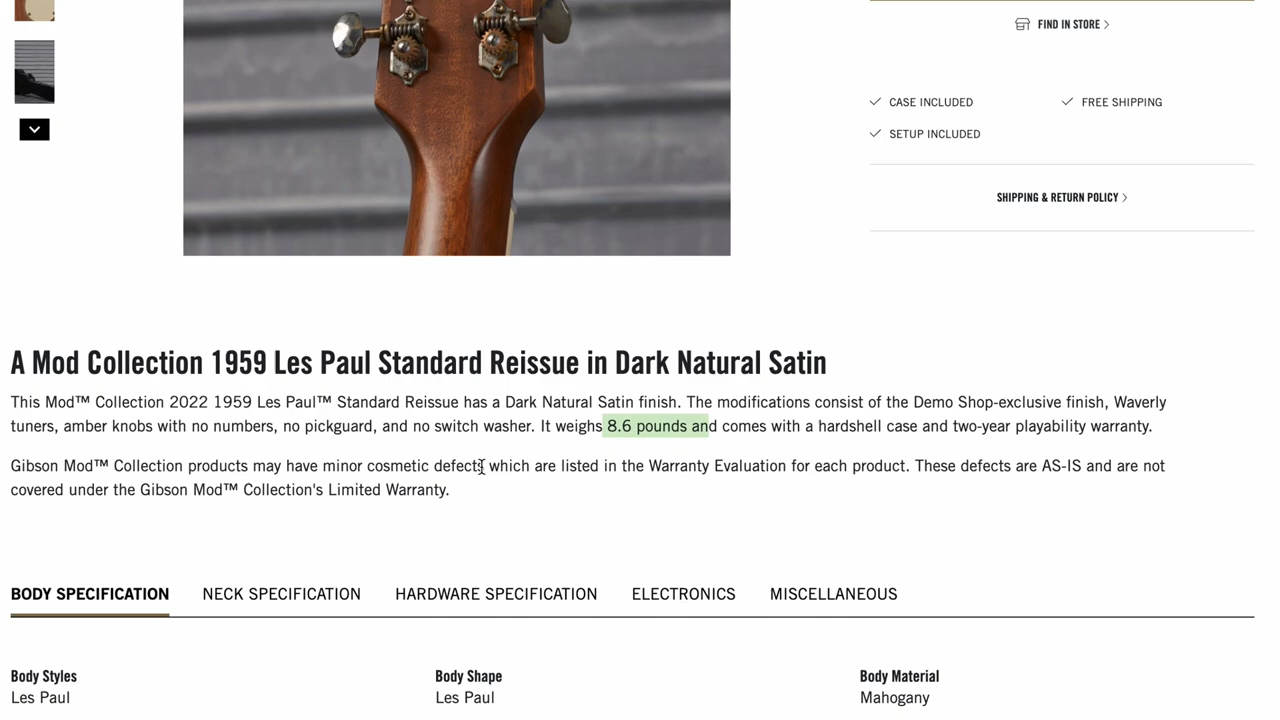 FIND IN STORE
CASE INCLUDED
FREE SHIPPING
SETUP INCLUDED
SHIPPING & RETURN POLICY
A Mod Collection 1959 Les Paul Standard Reissue in Dark Natural Satin
This Mod™ Collection 2022 1959 Les Paul™ Standard Reissue has a Dark Natural Satin finish. The modifications consist of the Demo Shop-exclusive finish, Waverly
tuners, amber knobs with no numbers, no pickguard, and no switch washer. It weighs 8.6 pounds and comes with a hardshell case and two-year playability warranty.
Gibson Mod™ Collection products may have minor cosmetic defects which are listed in the Warranty Evaluation for each product. These defects are AS-IS and are not
covered under the Gibson Mod™ Collection's Limited Warranty.
BODY SPECIFICATION
NECK SPECIFICATION
HARDWARE SPECIFICATION
ELECTRONICS
MISCELLANEOUS
Body Styles
Les Paul
Body Shape
Les Paul
Body Material
Mahogany